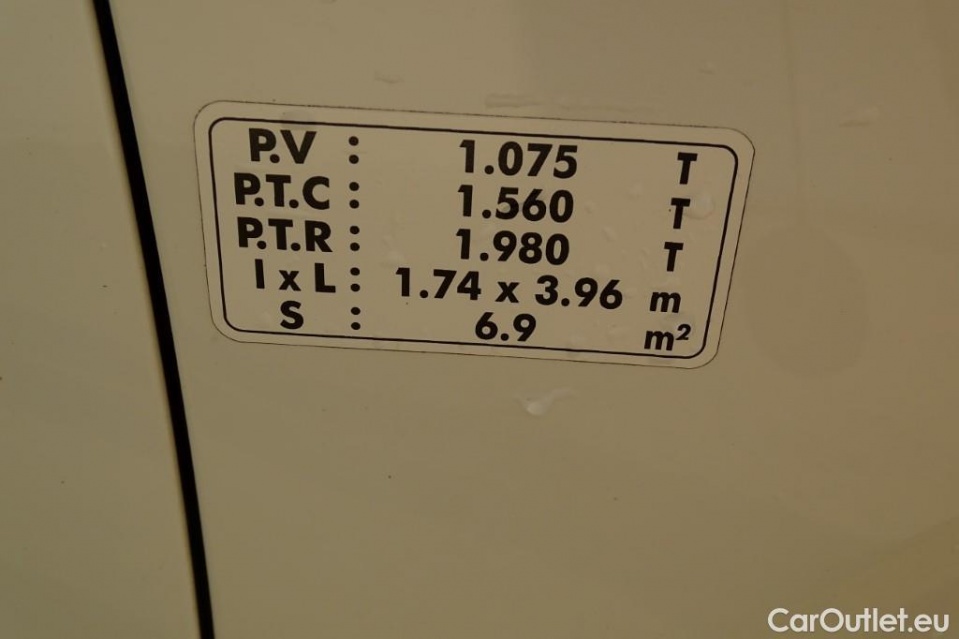 P.V : 1.075 T
P.T.C : 1.560 T
P.T.R : 1.980 T
l x L : 1.74 x 3.96 m
S : 6.9 m²
CarOutlet.eu